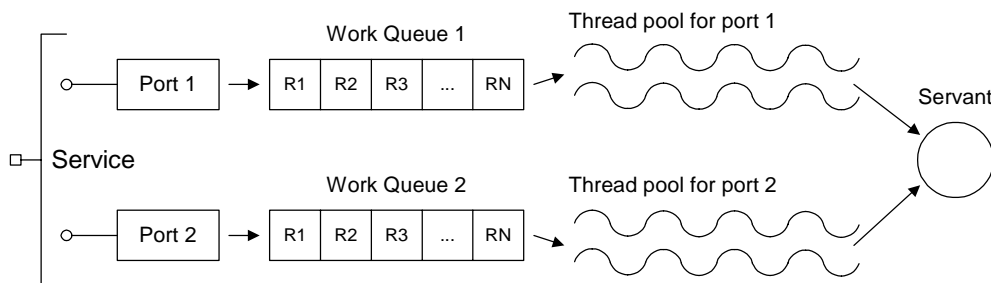 Work Queue 1
Thread pool for port 1
Port 1
R1 R2 R3 ... RN
Servant
Service
Work Queue 2
Thread pool for port 2
Port 2
R1 R2 R3 ... RN